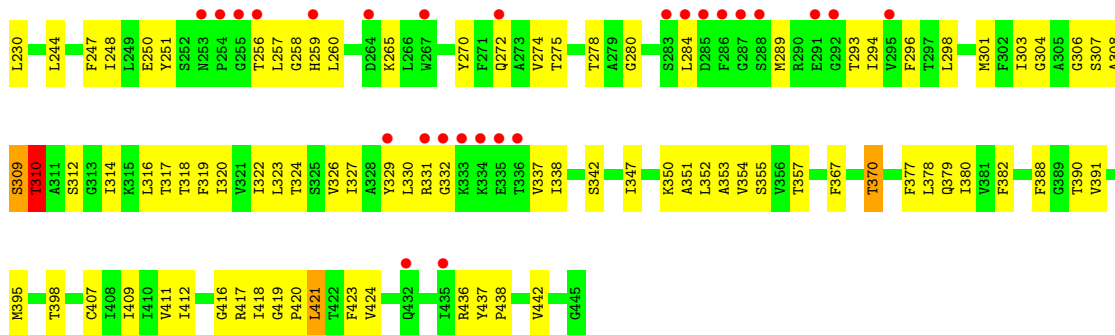 L230 L244 F247 I248 L249 E250 Y251 S252 N253 P254 G255 T256 L257 G258 H259 L260 D264 K265 L266 W267 Y270 F271 Q272 A273 V274 T275 T278 A279 G280 S283 L284 D285 F286 G287 S288 M289 R290 E291 G292 T293 I294 V295 F296 T297 L298 M301 F302 I303 G304 A305 G306 S307 A308
S309 T310 A311 S312 G313 I314 K315 L316 T317 T318 F319 I320 V321 I322 L323 T324 S325 V326 I327 A328 Y329 L330 R331 G332 K333 K334 E335 T336 V337 I338 S342 I347 K350 A351 L352 A353 V354 S355 V356 T357 F367 T370 F377 L378 Q379 I380 V381 F382 F388 G389 T390 V391
M395 T398 C407 I408 I409 I410 V411 I412 G416 R417 I418 G419 P420 L421 T422 F423 V424 Q432 I435 R436 Y437 P438 V442 G445